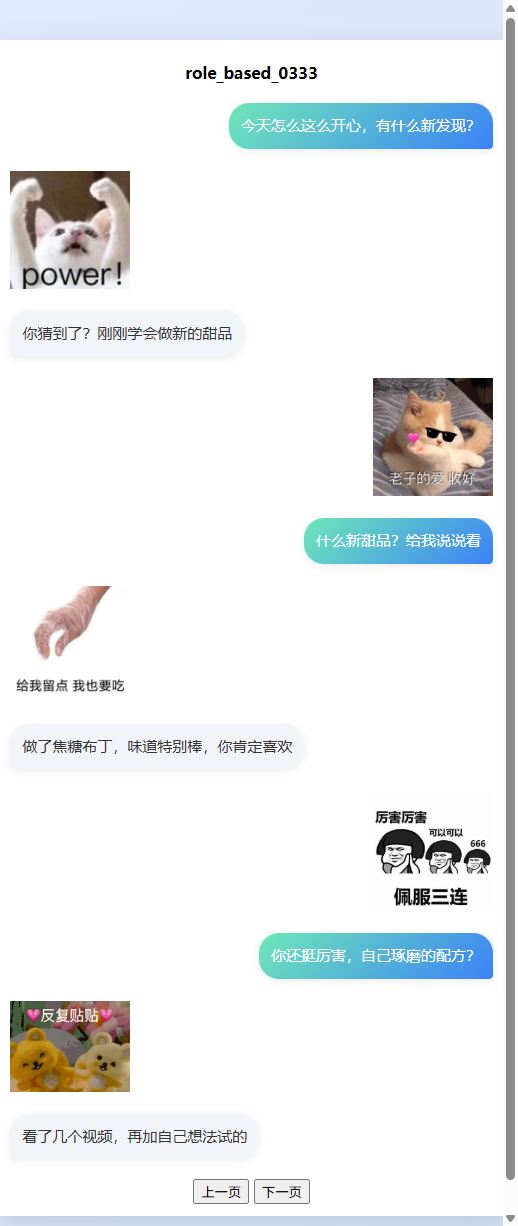 role_based_0333
今天怎么这么开心，有什么新发现？
power!
你猜到了？刚刚学会做新的甜品
老子的爱 收好
什么新甜品？给我说说看
给我留点 我也要吃
做了焦糖布丁，味道特别棒，你肯定喜欢
厉害厉害
可以可以
666
佩服三连
你还挺厉害，自己琢磨的配方？
💗反复贴贴💗
看了几个视频，再加自己想法试的
上一页 下一页